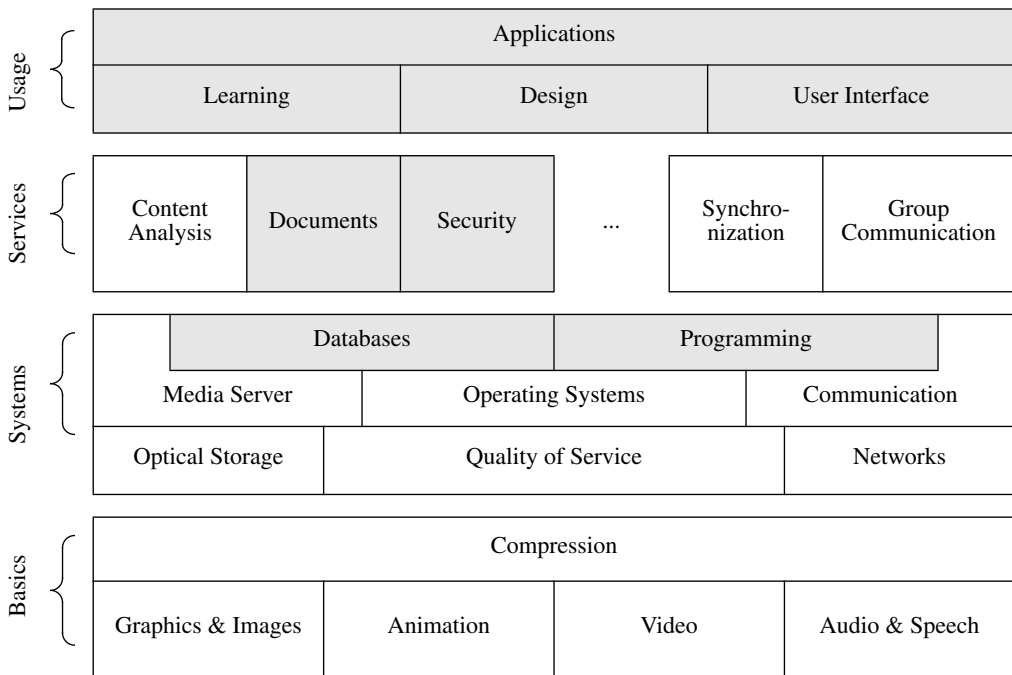 Usage
Applications
Learning
Design
User Interface
Services
Content
Analysis
Documents
Security
...
Synchro-
nization
Group
Communication
Systems
Databases
Programming
Media Server
Operating Systems
Communication
Optical Storage
Quality of Service
Networks
Basics
Compression
Graphics & Images
Animation
Video
Audio & Speech